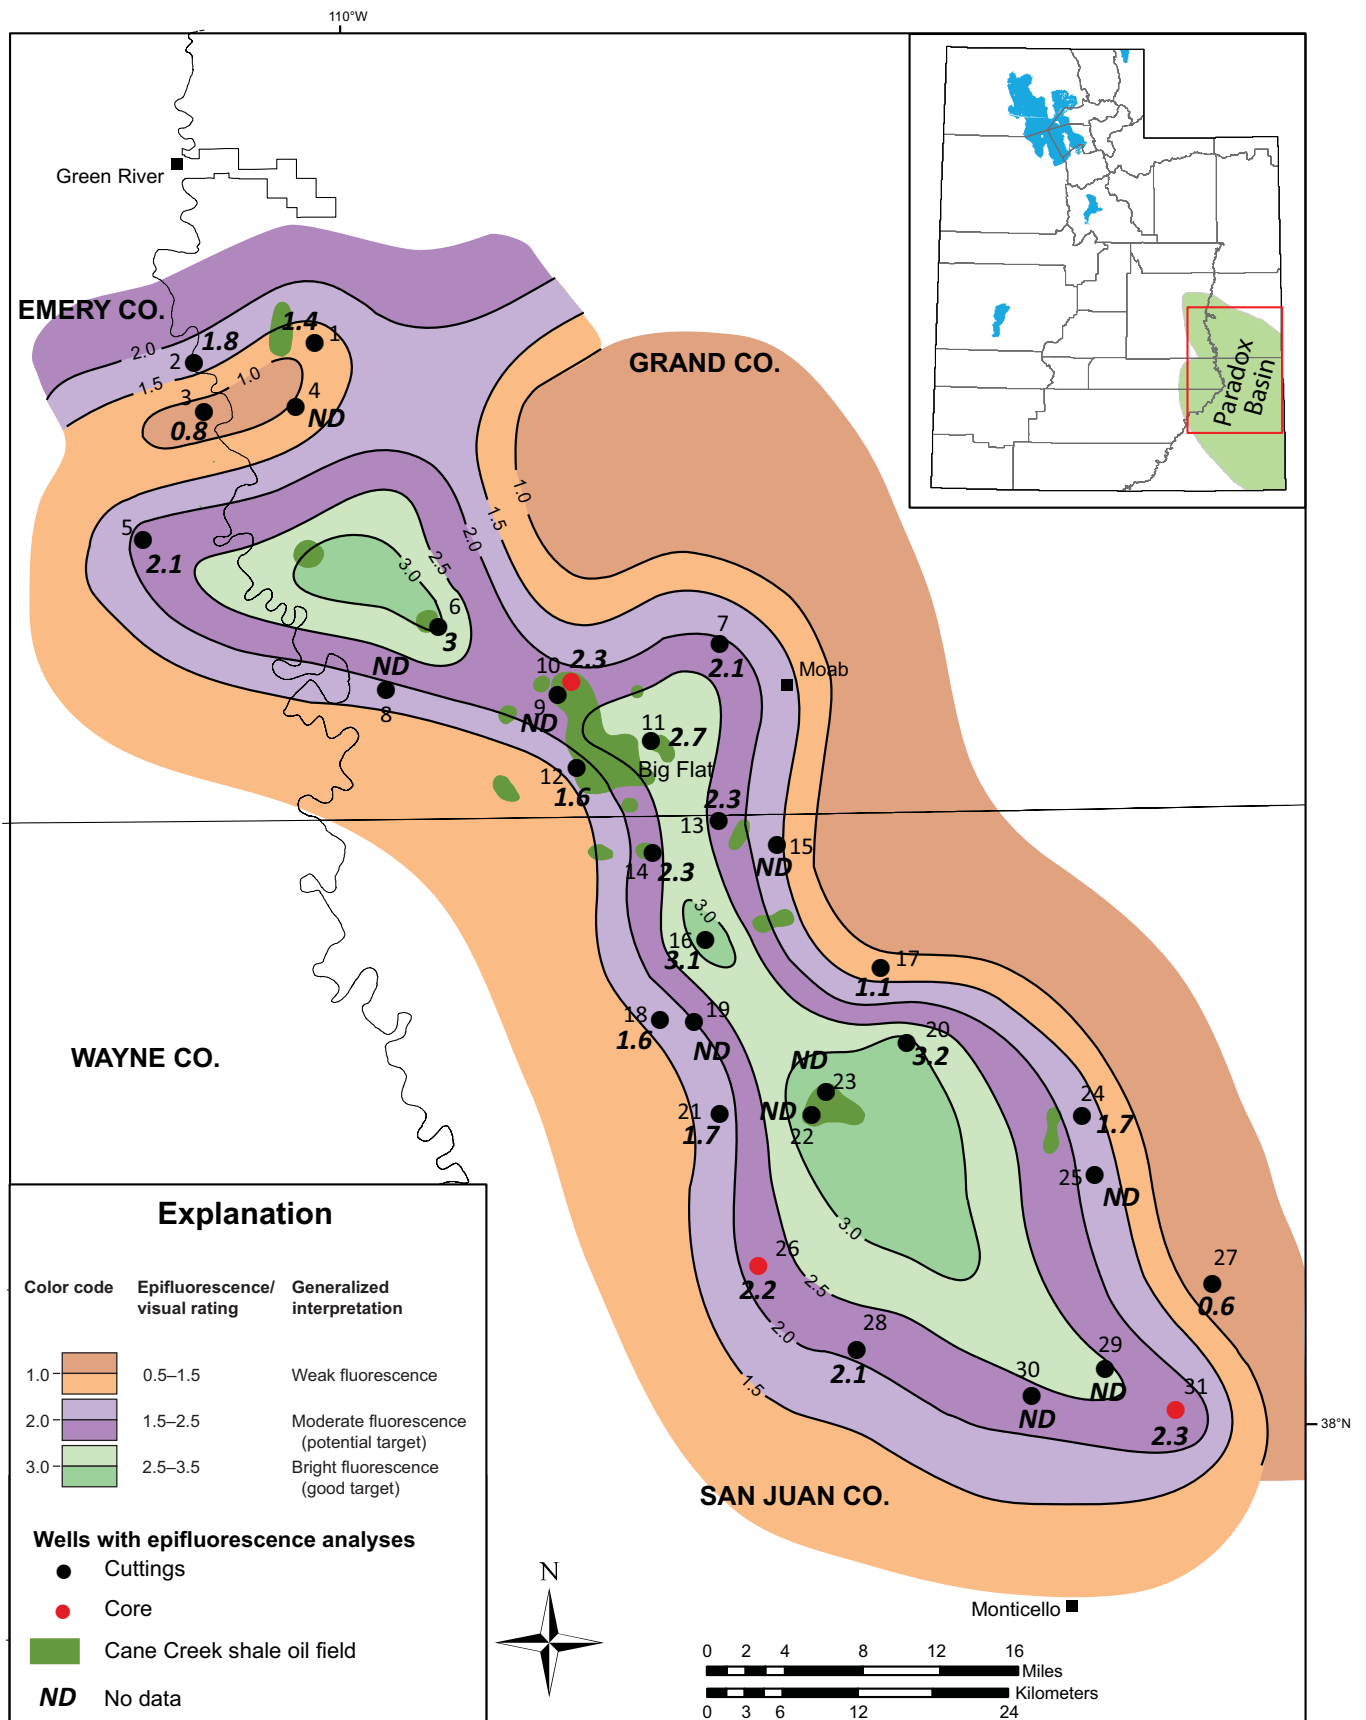 110°W
Green River
EMERY CO.
GRAND CO.
Paradox
Basin
2.0
1.5
1.0
1.8
2
1.4
1
3
0.8
4
ND
1.0
1.5
2.0
2.5
3.0
5
2.1
6
3
ND
8
7
2.1
Moab
10
2.3
9
ND
11
2.7
Big Flat
12
1.6
2.3
13
14
2.3
15
ND
3.0
16
3.1
17
1.1
18
1.6
19
ND
20
3.2
ND
23
ND
22
21
1.7
24
1.7
25
ND
WAYNE CO.
3.0
26
2.2
2.5
2.0
1.5
27
0.6
28
2.1
29
ND
30
ND
31
2.3
38°N
SAN JUAN CO.
Monticello
Explanation
Color code
Epifluorescence/
visual rating
Generalized
interpretation
1.0
0.5–1.5
Weak fluorescence
2.0
1.5–2.5
Moderate fluorescence
(potential target)
3.0
2.5–3.5
Bright fluorescence
(good target)
Wells with epifluorescence analyses
Cuttings
Core
Cane Creek shale oil field
ND No data
N
0 2 4 8 12 16
Miles
Kilometers
0 3 6 12 24